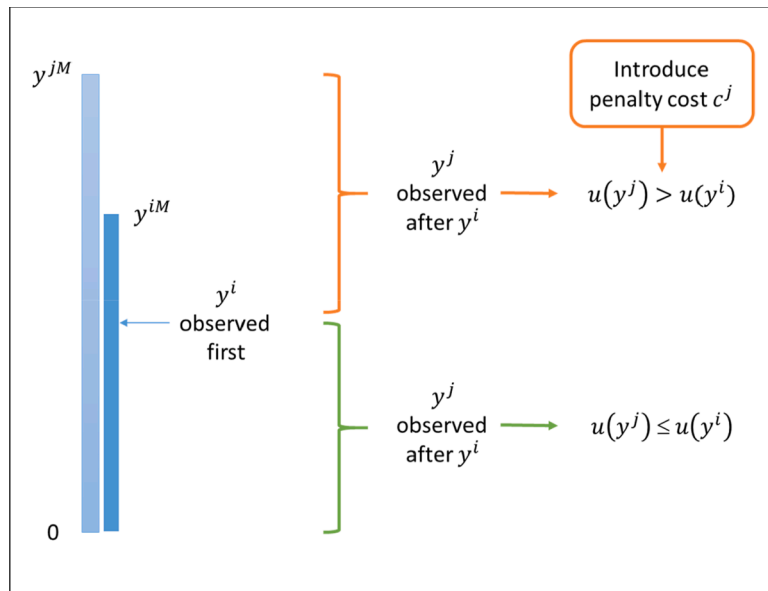 y^{jM}
y^{iM}
y^i
observed
first
0
y^j
observed
after y^i
Introduce
penalty cost c^j
u(y^j) > u(y^i)
y^j
observed
after y^i
u(y^j) ≤ u(y^i)